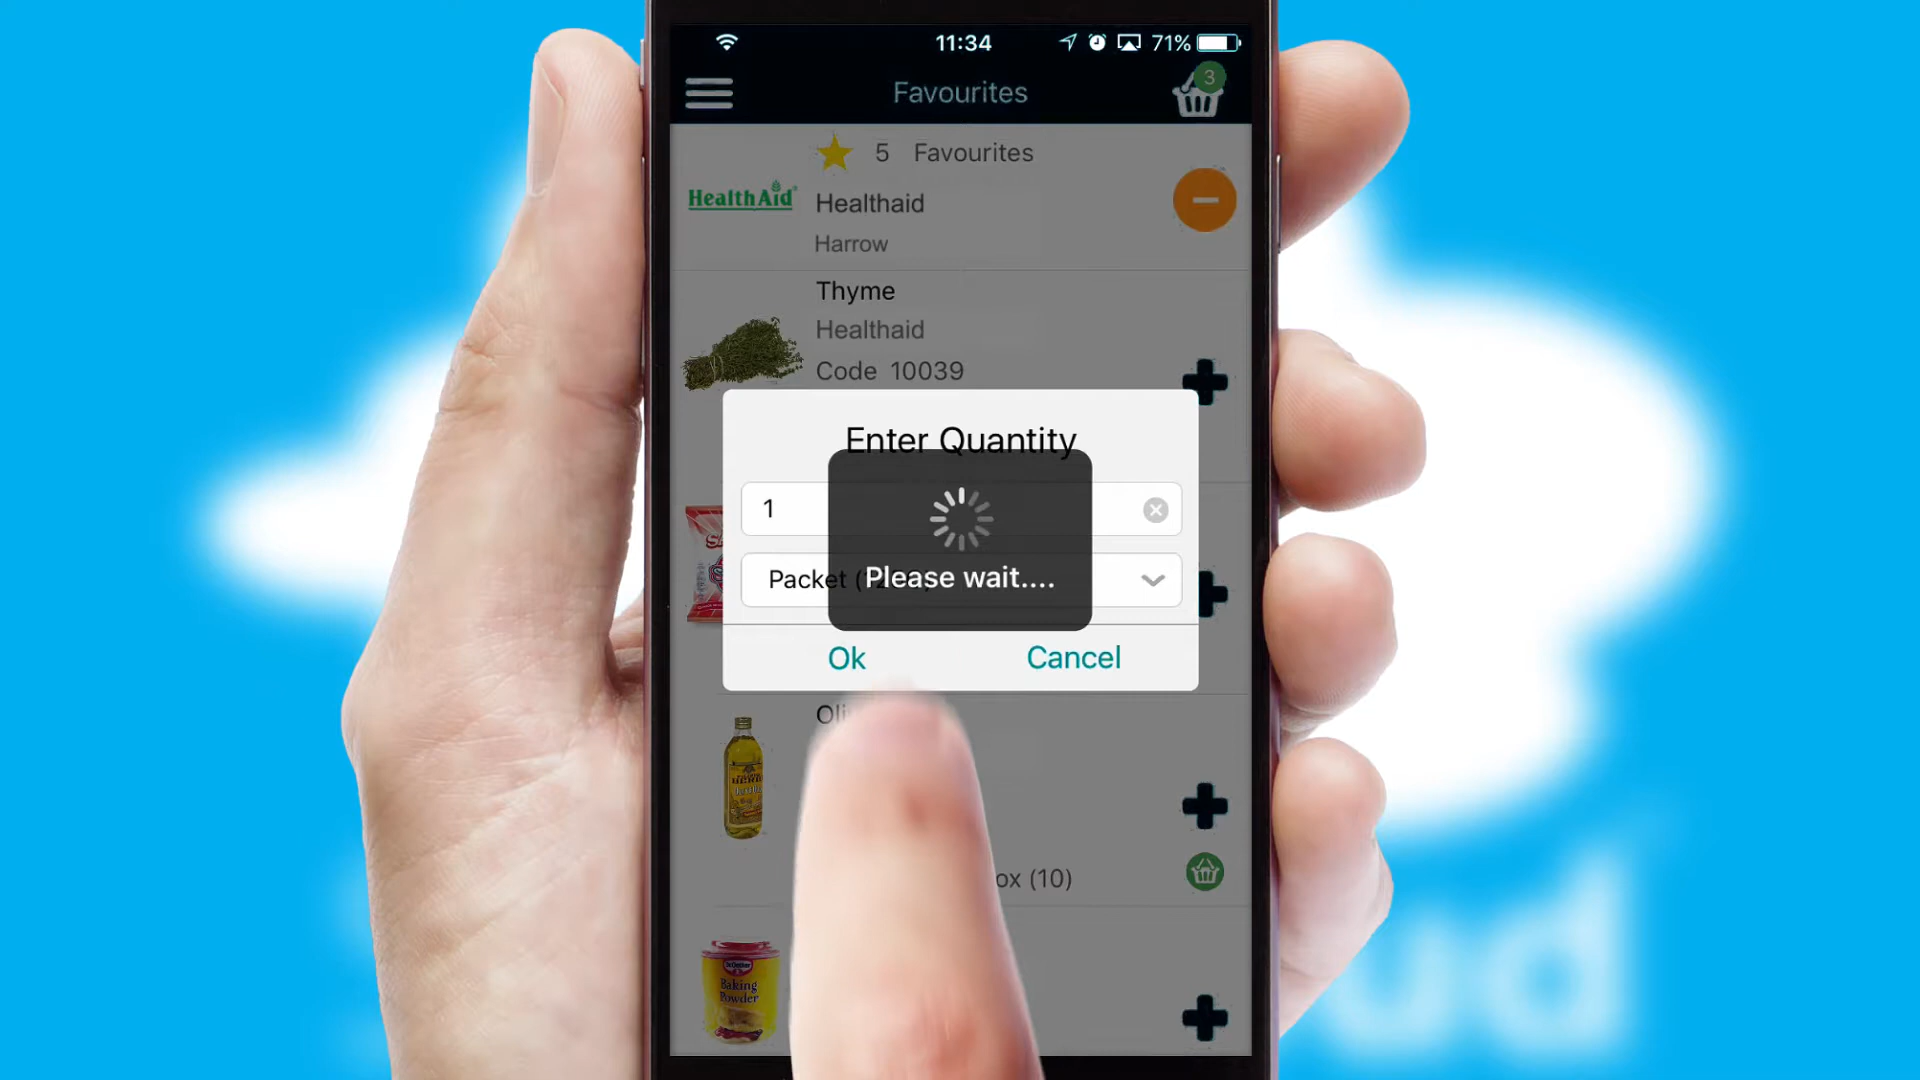 11:34
71%
Favourites
3
5 Favourites
HealthAid
Healthaid
Harrow
Thyme
Healthaid
Code 10039
Enter Quantity
1
Packet
Please wait....
Ok
Cancel
ox (10)
Baking
Powder
ud